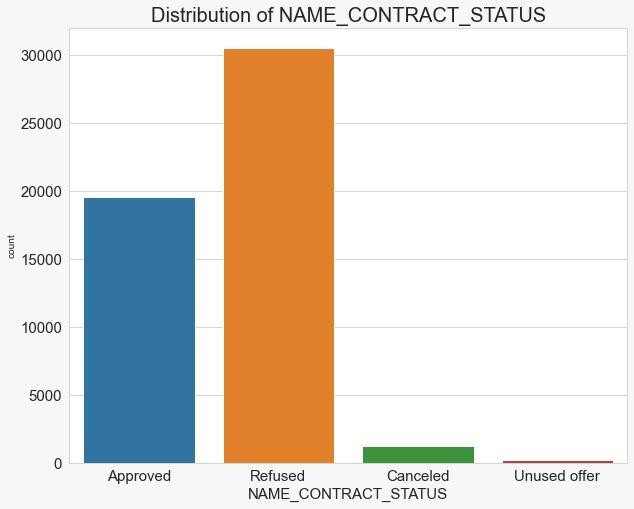 Distribution of NAME_CONTRACT_STATUS
30000
25000
20000
15000
10000
5000
0
count
Approved Refused Canceled Unused offer
NAME_CONTRACT_STATUS